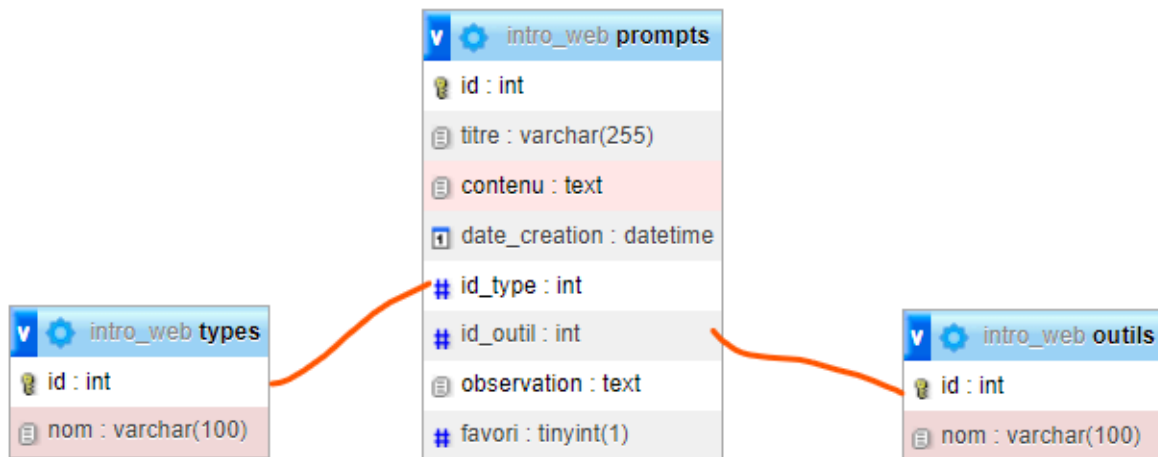 intro_web prompts
id : int
titre : varchar(255)
contenu : text
date_creation : datetime
id_type : int
id_outil : int
observation : text
favori : tinyint(1)
v intro_web types
id : int
nom : varchar(100)
v intro_web outils
id : int
nom : varchar(100)